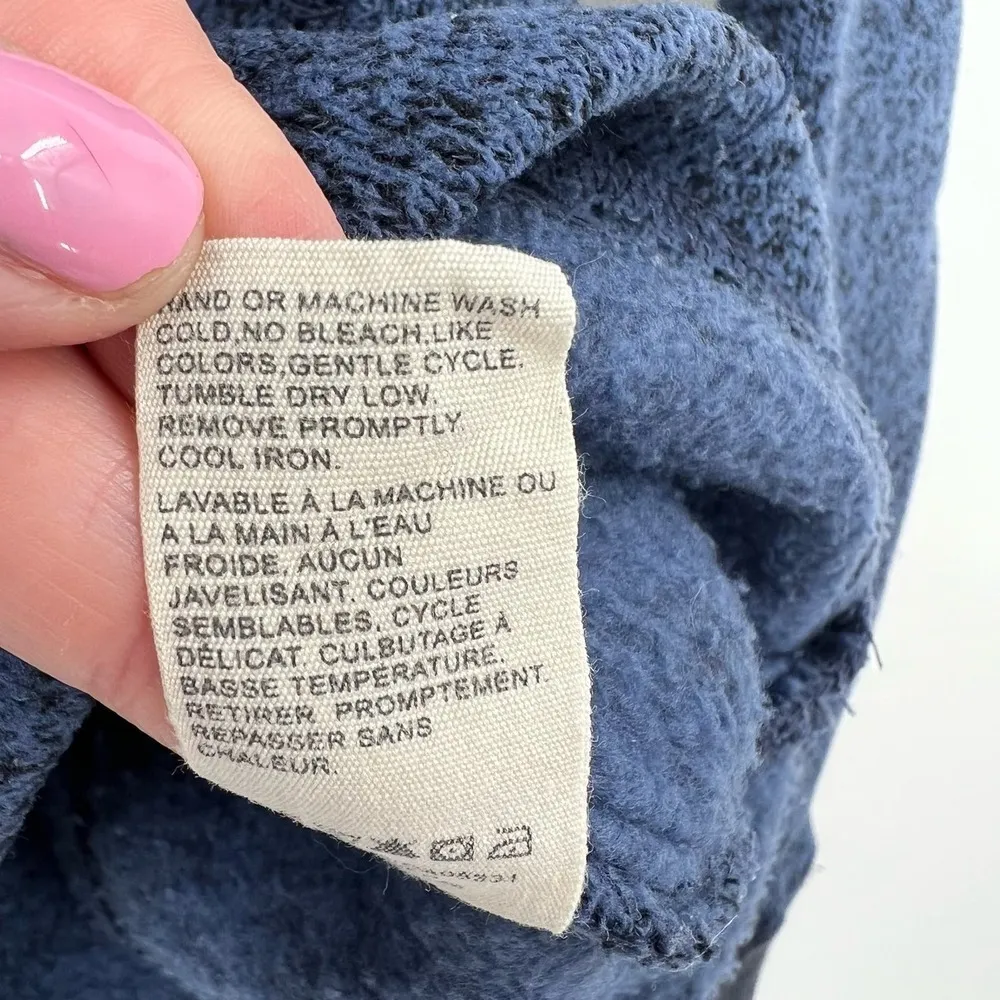 HAND OR MACHINE WASH
COLD.NO BLEACH.LIKE
COLORS,GENTLE CYCLE.
TUMBLE DRY LOW.
REMOVE PROMPTLY.
COOL IRON.
LAVABLE À LA MACHINE OU
A LA MAIN À L'EAU
FROIDE, AUCUN
JAVELISANT. COULEURS
SEMBLABLES, CYCLE
DÉLICAT. CULBUTAGE À
BASSE TEMPÉRATURE.
RETIRER PROMPTEMENT.
REPASSER SANS
CHALEUR.